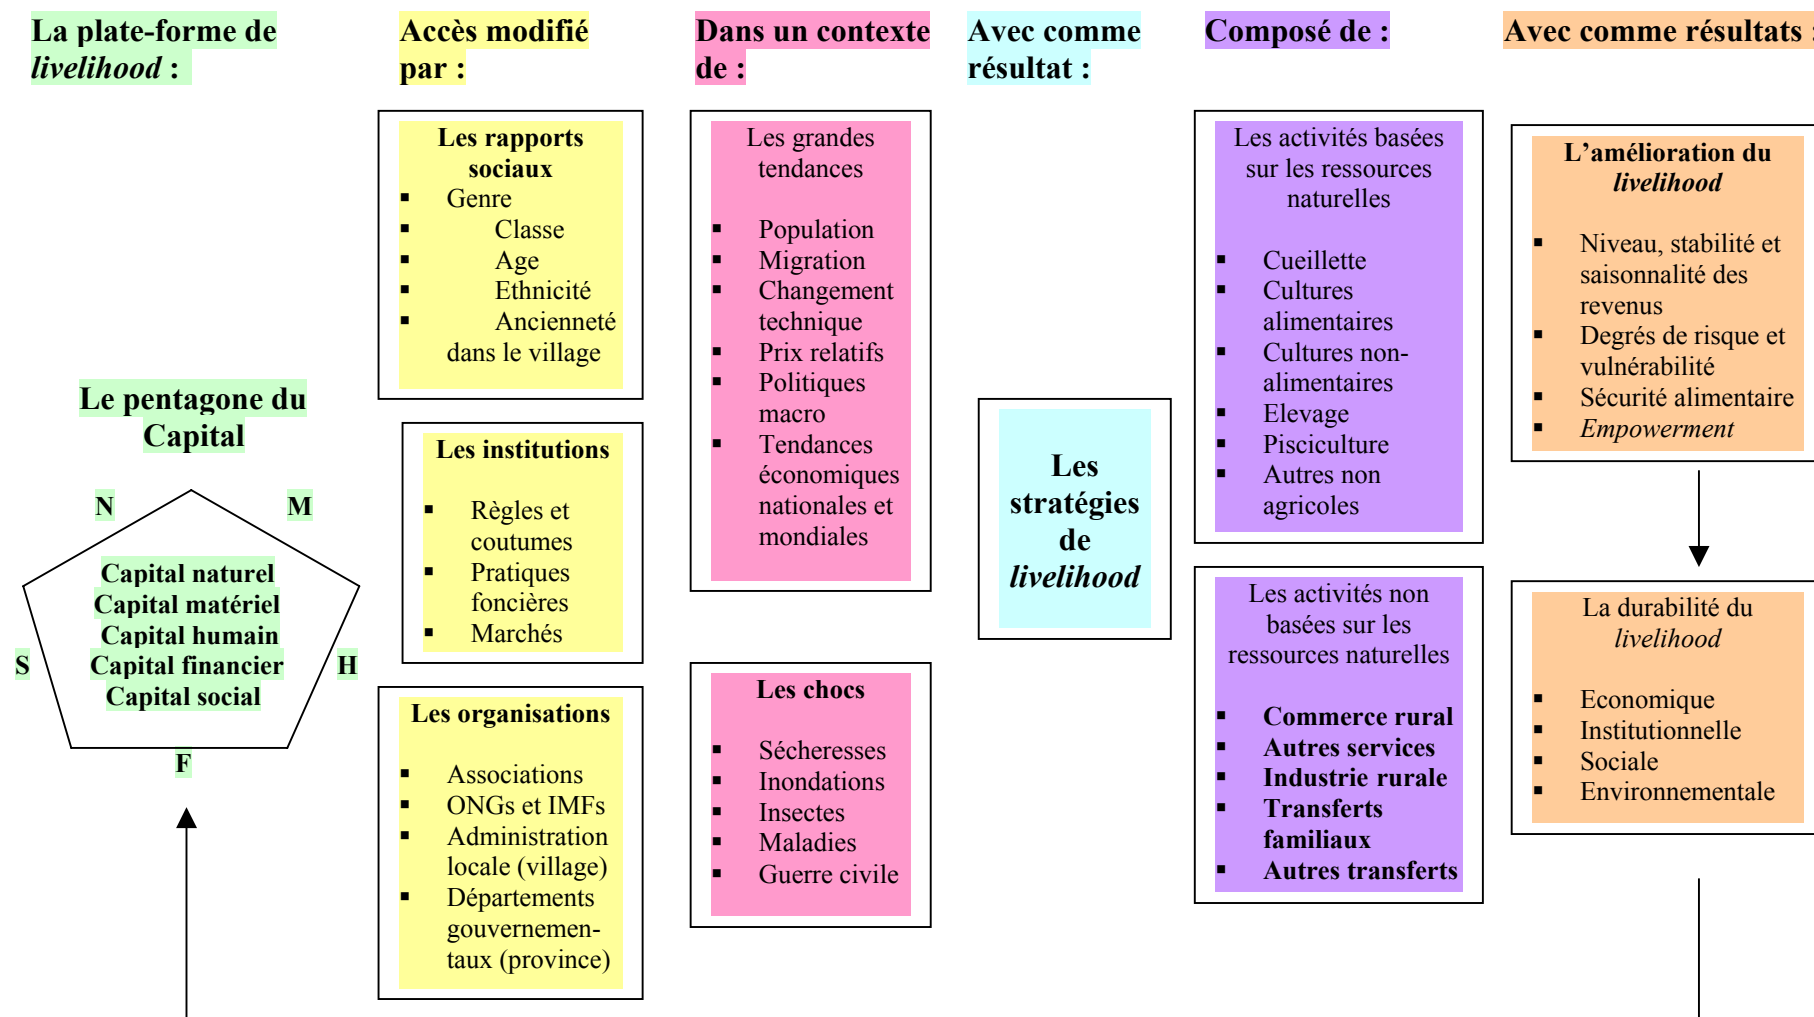 La plate-forme de
livelihood :
Le pentagone du
Capital
N
M
Capital naturel
Capital matériel
Capital humain
Capital financier
Capital social
S
H
F
Accès modifié
par :
Les rapports
sociaux
▪ Genre
▪ Classe
▪ Age
▪ Ethnicité
▪ Ancienneté
dans le village
Les institutions
▪ Règles et
coutumes
▪ Pratiques
foncières
▪ Marchés
Les organisations
▪ Associations
▪ ONGs et IMFs
▪ Administration
locale (village)
▪ Départements
gouvernemen-
taux (province)
Dans un contexte
de :
Les grandes
tendances
▪ Population
▪ Migration
▪ Changement
technique
▪ Prix relatifs
▪ Politiques
macro
▪ Tendances
économiques
nationales et
mondiales
Les chocs
▪ Sécheresses
▪ Inondations
▪ Insectes
▪ Maladies
▪ Guerre civile
Avec comme
résultat :
Les
stratégies
de
livelihood
Composé de :
Les activités basées
sur les ressources
naturelles
▪ Cueillette
▪ Cultures
alimentaires
▪ Cultures non-
alimentaires
▪ Elevage
▪ Pisciculture
▪ Autres non
agricoles
Les activités non
basées sur les
ressources naturelles
▪ Commerce rural
▪ Autres services
▪ Industrie rurale
▪ Transferts
familiaux
▪ Autres transferts
Avec comme résultats :
L’amélioration du
livelihood
▪ Niveau, stabilité et
saisonnalité des
revenus
▪ Degrés de risque et
vulnérabilité
▪ Sécurité alimentaire
▪ Empowerment
La durabilité du
livelihood
▪ Economique
▪ Institutionnelle
▪ Sociale
▪ Environnementale